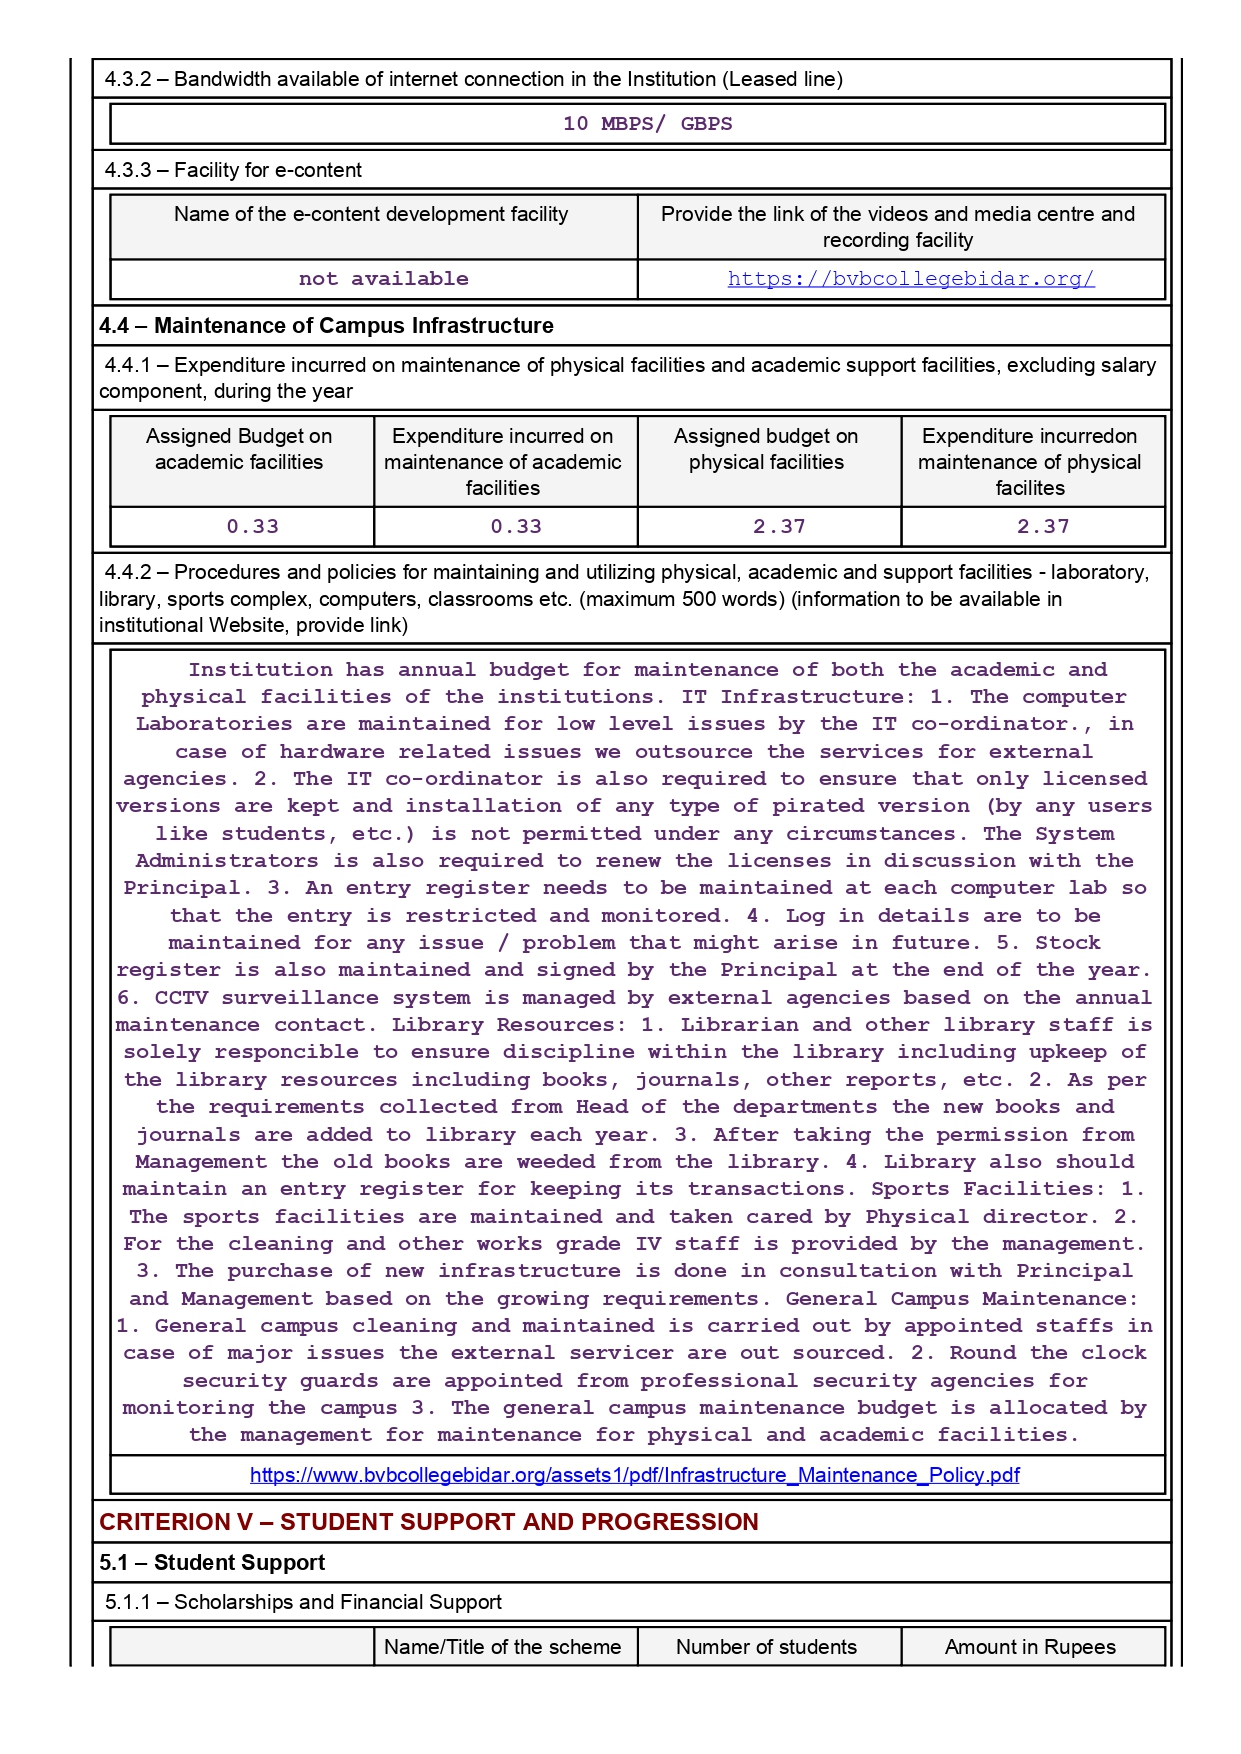 4.3.2 – Bandwidth available of internet connection in the Institution (Leased line)
10 MBPS/ GBPS
4.3.3 – Facility for e-content
Name of the e-content development facility
Provide the link of the videos and media centre and
recording facility
not available
https://bvbcollegebidar.org/
4.4 – Maintenance of Campus Infrastructure
4.4.1 – Expenditure incurred on maintenance of physical facilities and academic support facilities, excluding salary
component, during the year
Assigned Budget on
academic facilities
Expenditure incurred on
maintenance of academic
facilities
Assigned budget on
physical facilities
Expenditure incurredon
maintenance of physical
facilites
0.33
0.33
2.37
2.37
4.4.2 – Procedures and policies for maintaining and utilizing physical, academic and support facilities - laboratory,
library, sports complex, computers, classrooms etc. (maximum 500 words) (information to be available in
institutional Website, provide link)
Institution has annual budget for maintenance of both the academic and
physical facilities of the institutions. IT Infrastructure: 1. The computer
Laboratories are maintained for low level issues by the IT co-ordinator., in
case of hardware related issues we outsource the services for external
agencies. 2. The IT co-ordinator is also required to ensure that only licensed
versions are kept and installation of any type of pirated version (by any users
like students, etc.) is not permitted under any circumstances. The System
Administrators is also required to renew the licenses in discussion with the
Principal. 3. An entry register needs to be maintained at each computer lab so
that the entry is restricted and monitored. 4. Log in details are to be
maintained for any issue / problem that might arise in future. 5. Stock
register is also maintained and signed by the Principal at the end of the year.
6. CCTV surveillance system is managed by external agencies based on the annual
maintenance contact. Library Resources: 1. Librarian and other library staff is
solely responcible to ensure discipline within the library including upkeep of
the library resources including books, journals, other reports, etc. 2. As per
the requirements collected from Head of the departments the new books and
journals are added to library each year. 3. After taking the permission from
Management the old books are weeded from the library. 4. Library also should
maintain an entry register for keeping its transactions. Sports Facilities: 1.
The sports facilities are maintained and taken cared by Physical director. 2.
For the cleaning and other works grade IV staff is provided by the management.
3. The purchase of new infrastructure is done in consultation with Principal
and Management based on the growing requirements. General Campus Maintenance:
1. General campus cleaning and maintained is carried out by appointed staffs in
case of major issues the external servicer are out sourced. 2. Round the clock
security guards are appointed from professional security agencies for
monitoring the campus 3. The general campus maintenance budget is allocated by
the management for maintenance for physical and academic facilities.
https://www.bvbcollegebidar.org/assets1/pdf/Infrastructure_Maintenance_Policy.pdf
CRITERION V – STUDENT SUPPORT AND PROGRESSION
5.1 – Student Support
5.1.1 – Scholarships and Financial Support
Name/Title of the scheme
Number of students
Amount in Rupees